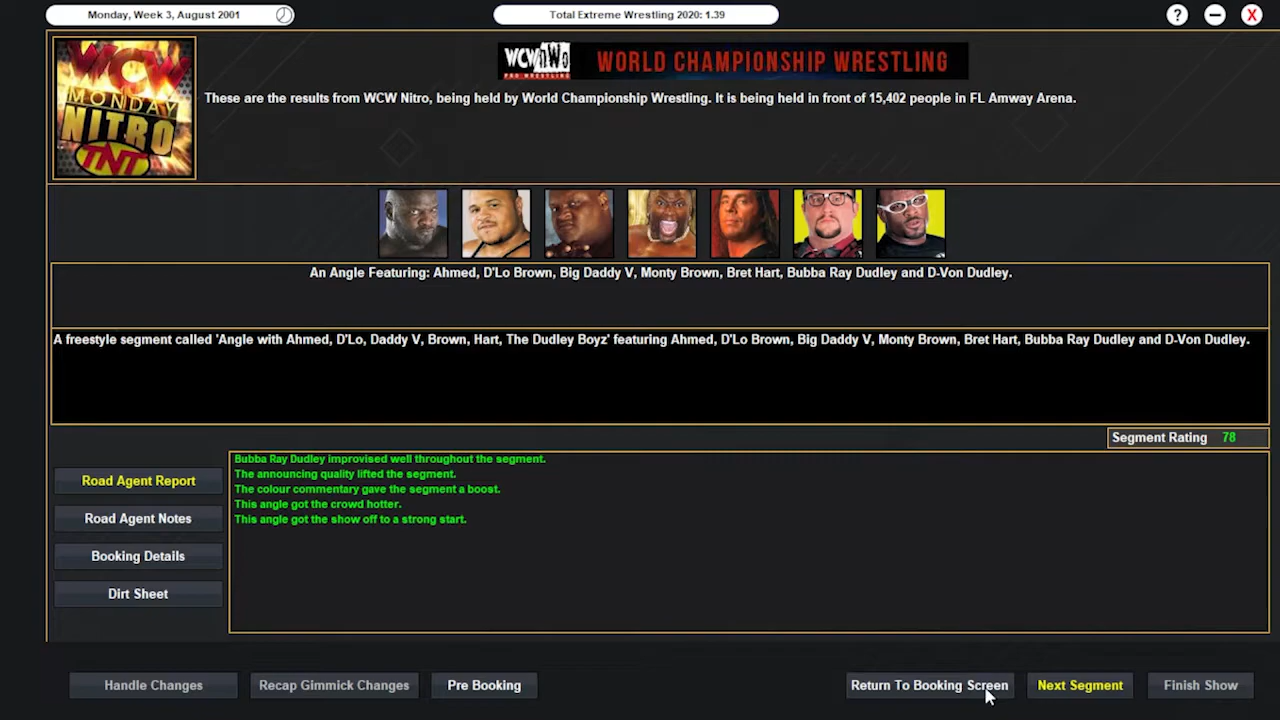 Monday, Week 3, August 2001
Total Extreme Wrestling 2020: 1.39
?
X
WCW
MONDAY
NITRO
TNT
WCW nWo
PRO WRESTLING
WORLD CHAMPIONSHIP WRESTLING
These are the results from WCW Nitro, being held by World Championship Wrestling. It is being held in front of 15,402 people in FL Amway Arena.
An Angle Featuring: Ahmed, D'Lo Brown, Big Daddy V, Monty Brown, Bret Hart, Bubba Ray Dudley and D-Von Dudley.
A freestyle segment called 'Angle with Ahmed, D'Lo, Daddy V, Brown, Hart, The Dudley Boyz' featuring Ahmed, D'Lo Brown, Big Daddy V, Monty Brown, Bret Hart, Bubba Ray Dudley and D-Von Dudley.
Segment Rating 78
Road Agent Report
Road Agent Notes
Booking Details
Dirt Sheet
Bubba Ray Dudley improvised well throughout the segment.
The announcing quality lifted the segment.
The colour commentary gave the segment a boost.
This angle got the crowd hotter.
This angle got the show off to a strong start.
Handle Changes
Recap Gimmick Changes
Pre Booking
Return To Booking Screen
Next Segment
Finish Show